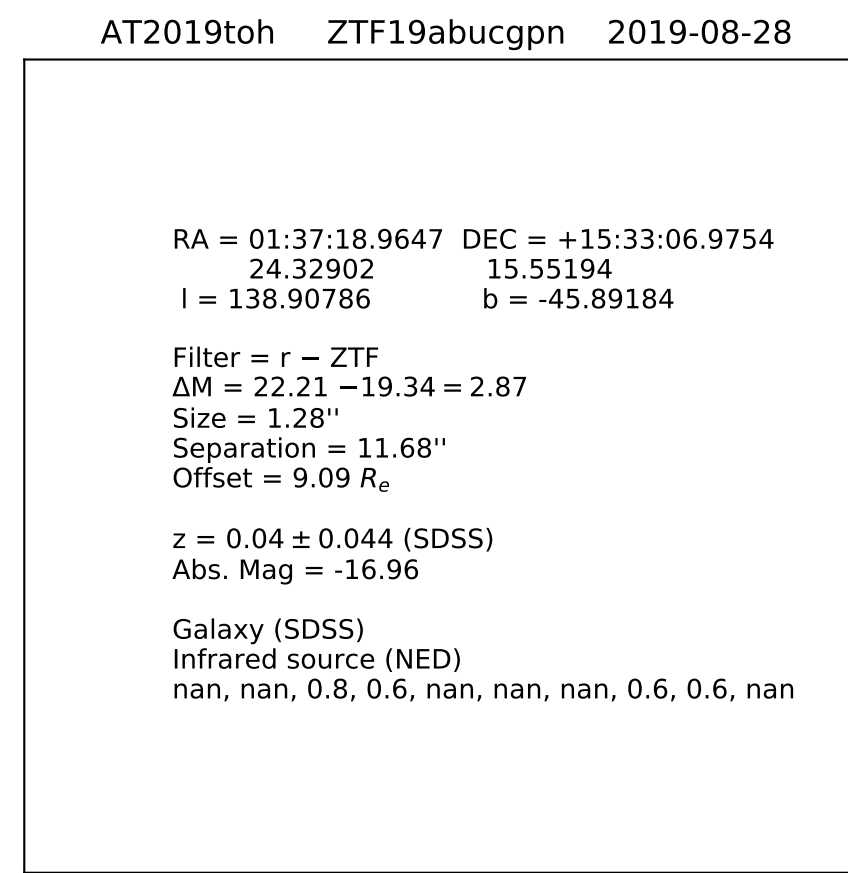 AT2019toh ZTF19abucgpn 2019-08-28
RA = 01:37:18.9647 DEC = +15:33:06.9754
24.32902 15.55194
l = 138.90786 b = -45.89184
Filter = r − ZTF
ΔM = 22.21 −19.34 = 2.87
Size = 1.28''
Separation = 11.68''
Offset = 9.09 Rₑ
z = 0.04 ± 0.044 (SDSS)
Abs. Mag = -16.96
Galaxy (SDSS)
Infrared source (NED)
nan, nan, 0.8, 0.6, nan, nan, nan, 0.6, 0.6, nan